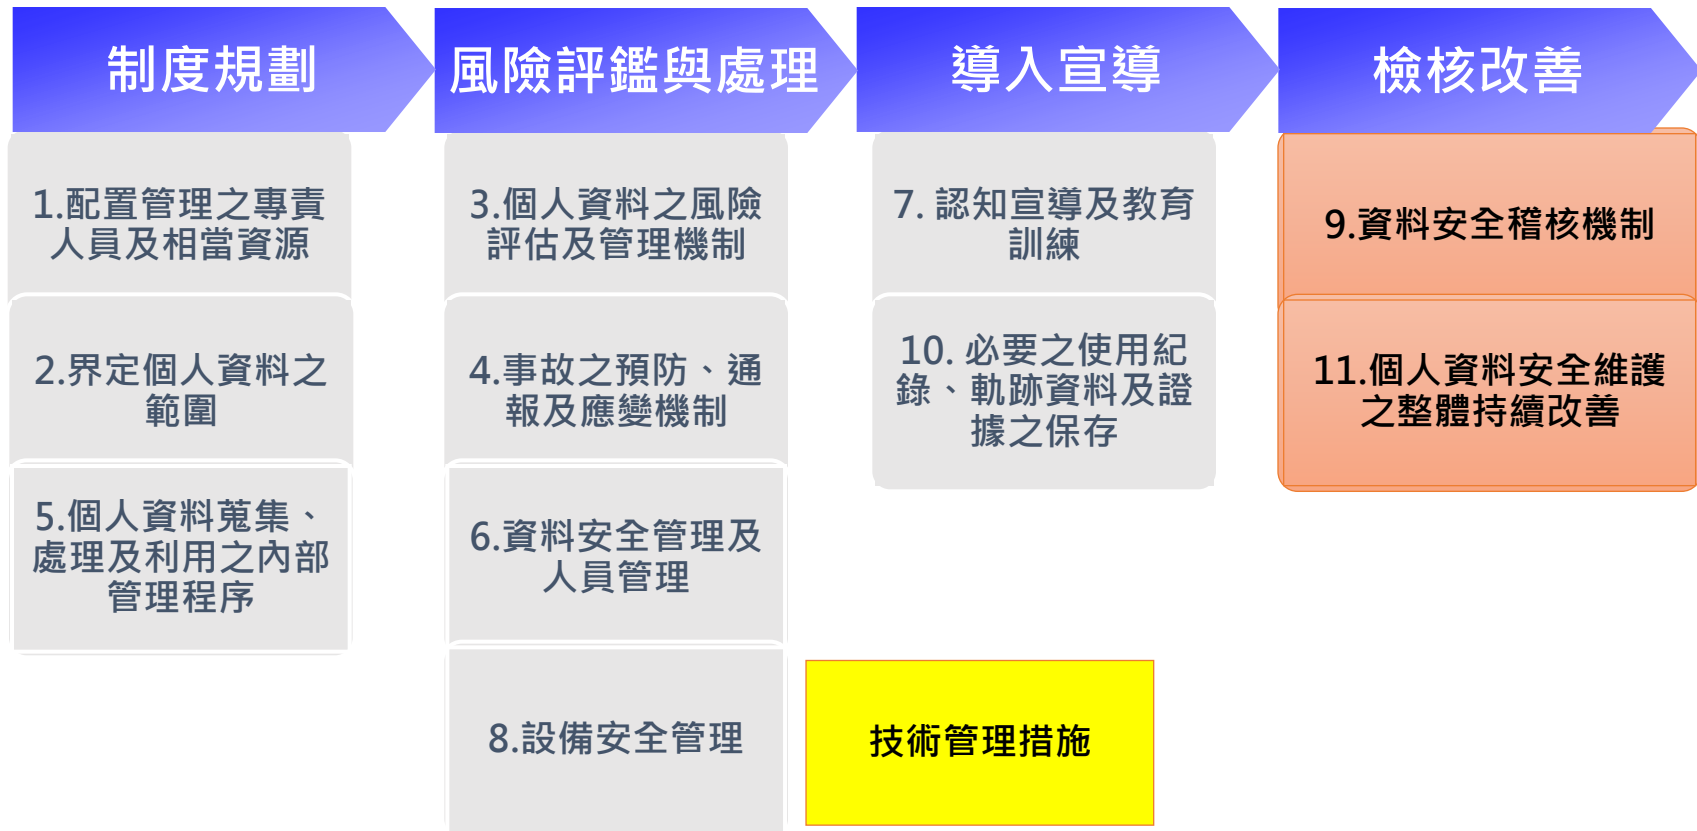 制度規劃
風險評鑑與處理
導入宣導
檢核改善
1.配置管理之專責
人員及相當資源
2.界定個人資料之
範圍
5.個人資料蒐集、
處理及利用之內部
管理程序
3.個人資料之風險
評估及管理機制
4.事故之預防、通
報及應變機制
6.資料安全管理及
人員管理
8.設備安全管理
技術管理措施
7. 認知宣導及教育
訓練
10. 必要之使用紀
錄、軌跡資料及證
據之保存
9.資料安全稽核機制
11.個人資料安全維護
之整體持續改善